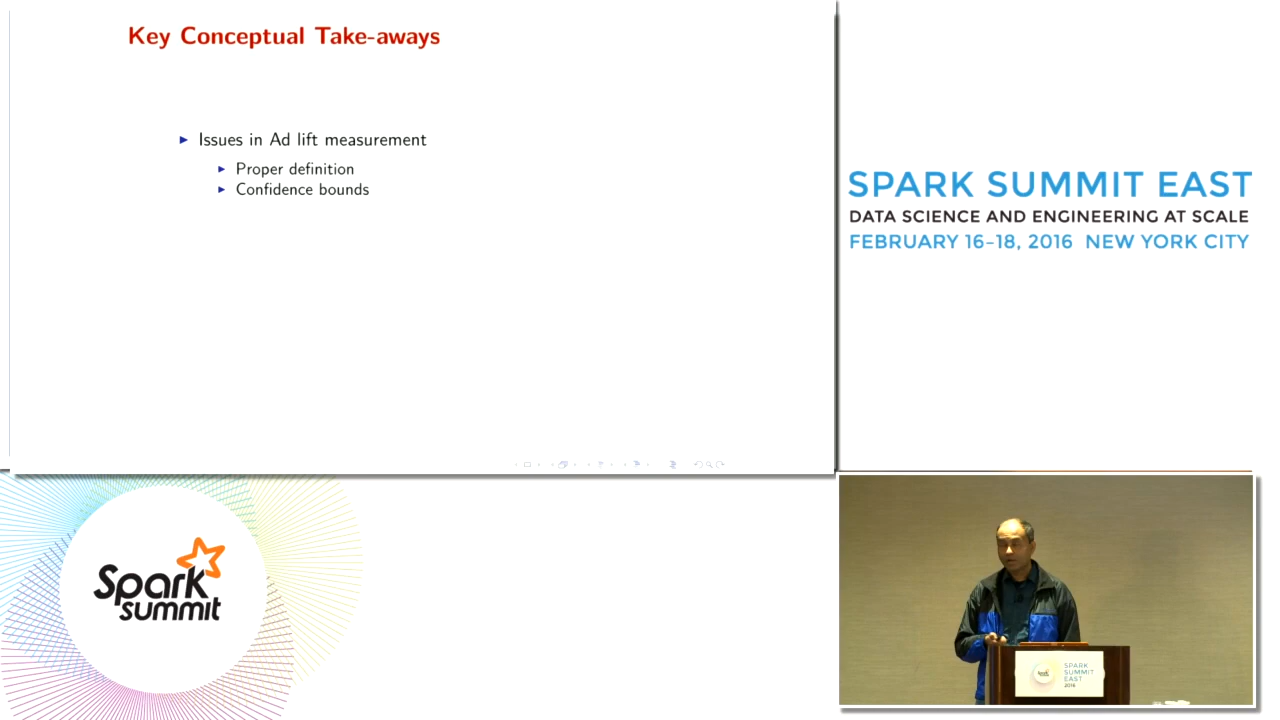 Key Conceptual Take-aways
Issues in Ad lift measurement
Proper definition
Confidence bounds
SPARK SUMMIT EAST
DATA SCIENCE AND ENGINEERING AT SCALE
FEBRUARY 16–18, 2016 NEW YORK CITY
Spark
summit
SPARK
SUMMIT
EAST
2016